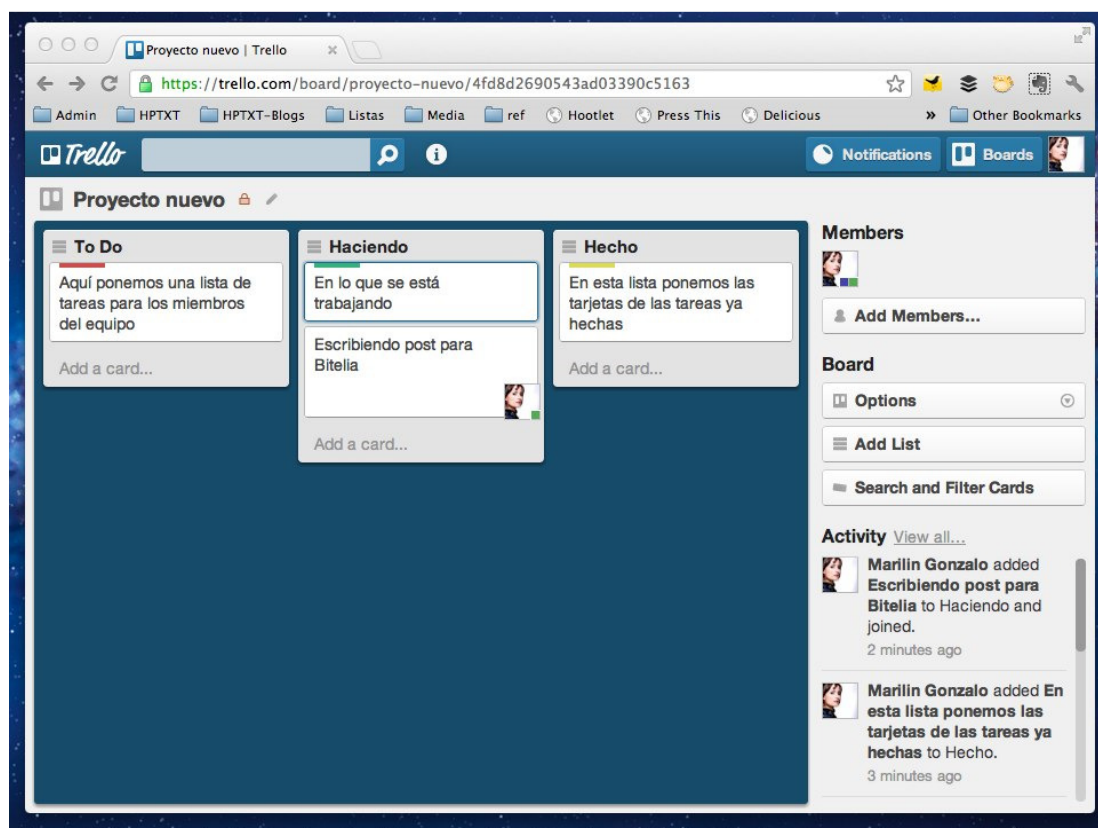 Proyecto nuevo | Trello
https://trello.com/board/proyecto-nuevo/4fd8d2690543ad03390c5163
Admin HPTXT HPTXT-Blogs Listas Media ref Hootlet Press This Delicious » Other Bookmarks
Trello Notifications Boards
Proyecto nuevo
To Do
Aquí ponemos una lista de
tareas para los miembros
del equipo
Add a card...
Haciendo
En lo que se está
trabajando
Escribiendo post para
Bitelia
Add a card...
Hecho
En esta lista ponemos las
tarjetas de las tareas ya
hechas
Add a card...
Members
Add Members...
Board
Options
Add List
Search and Filter Cards
Activity View all...
Marilin Gonzalo added
Escribiendo post para
Bitelia to Haciendo and
joined.
2 minutes ago
Marilin Gonzalo added En
esta lista ponemos las
tarjetas de las tareas ya
hechas to Hecho.
3 minutes ago